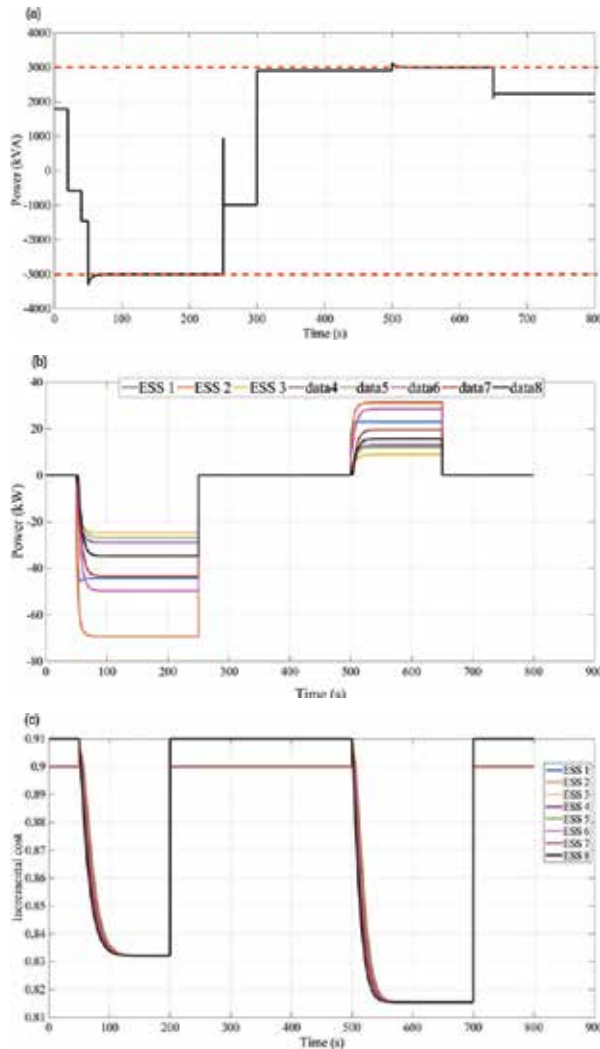 (a)
4000
3000
2000
1000
0
-1000
-2000
-3000
-4000
Power (kVA)
0 100 200 300 400 500 600 700 800
Time (s)
(b)
ESS 1 ESS 2 ESS 3 data4 data5 data6 data7 data8
40
20
0
-20
-40
-60
-80
Power (kW)
0 100 200 300 400 500 600 700 800 900
Time (s)
(c)
0.91
0.9
0.89
0.88
0.87
0.86
0.85
0.84
0.83
0.82
0.81
Incremental cost
ESS 1
ESS 2
ESS 3
ESS 4
ESS 5
ESS 6
ESS 7
ESS 8
0 100 200 300 400 500 600 700 800 900
Time (s)